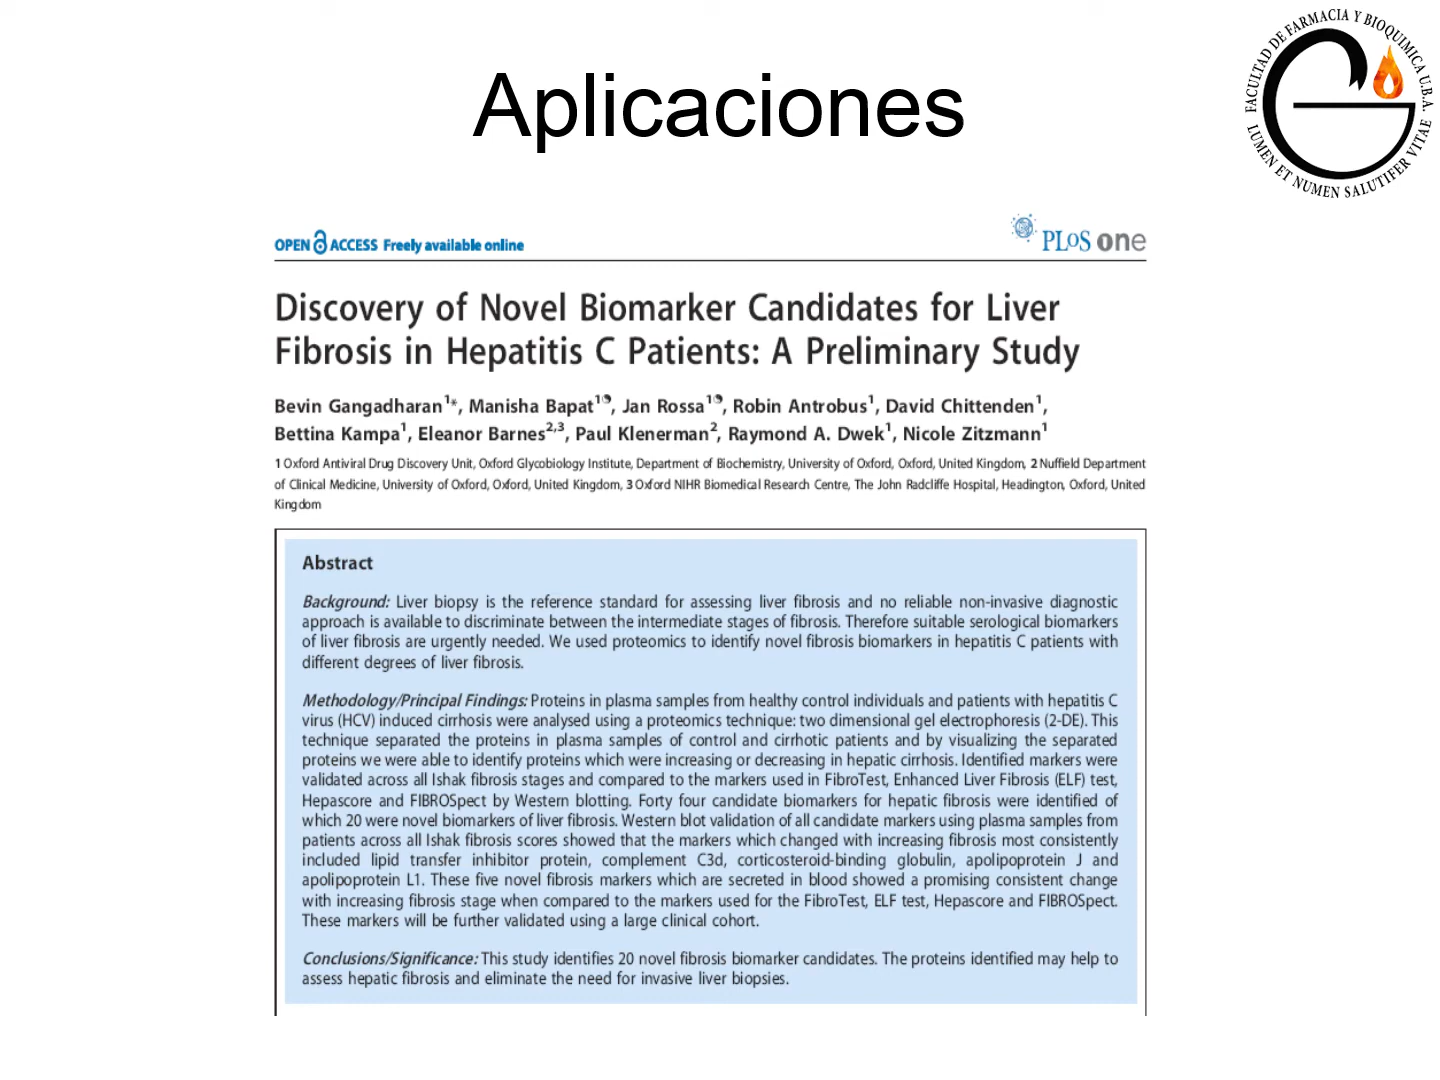 Aplicaciones
FACULTAD DE FARMACIA Y BIOQUIMICA U.B.A.
LUMEN ET NUMEN SALUTIFER VITAE
OPEN ACCESS Freely available online
PLoS one
Discovery of Novel Biomarker Candidates for Liver
Fibrosis in Hepatitis C Patients: A Preliminary Study
Bevin Gangadharan1*, Manisha Bapat1, Jan Rossa1, Robin Antrobus1, David Chittenden1,
Bettina Kampa1, Eleanor Barnes2,3, Paul Klenerman2, Raymond A. Dwek1, Nicole Zitzmann1
1 Oxford Antiviral Drug Discovery Unit, Oxford Glycobiology Institute, Department of Biochemistry, University of Oxford, Oxford, United Kingdom, 2 Nuffield Department
of Clinical Medicine, University of Oxford, Oxford, United Kingdom, 3 Oxford NIHR Biomedical Research Centre, The John Radcliffe Hospital, Headington, Oxford, United
Kingdom
Abstract
Background: Liver biopsy is the reference standard for assessing liver fibrosis and no reliable non-invasive diagnostic
approach is available to discriminate between the intermediate stages of fibrosis. Therefore suitable serological biomarkers
of liver fibrosis are urgently needed. We used proteomics to identify novel fibrosis biomarkers in hepatitis C patients with
different degrees of liver fibrosis.
Methodology/Principal Findings: Proteins in plasma samples from healthy control individuals and patients with hepatitis C
virus (HCV) induced cirrhosis were analysed using a proteomics technique: two dimensional gel electrophoresis (2-DE). This
technique separated the proteins in plasma samples of control and cirrhotic patients and by visualizing the separated
proteins we were able to identify proteins which were increasing or decreasing in hepatic cirrhosis. Identified markers were
validated across all Ishak fibrosis stages and compared to the markers used in FibroTest, Enhanced Liver Fibrosis (ELF) test,
Hepascore and FIBROSpect by Western blotting. Forty four candidate biomarkers for hepatic fibrosis were identified of
which 20 were novel biomarkers of liver fibrosis. Western blot validation of all candidate markers using plasma samples from
patients across all Ishak fibrosis scores showed that the markers which changed with increasing fibrosis most consistently
included lipid transfer inhibitor protein, complement C3d, corticosteroid-binding globulin, apolipoprotein J and
apolipoprotein L1. These five novel fibrosis markers which are secreted in blood showed a promising consistent change
with increasing fibrosis stage when compared to the markers used for the FibroTest, ELF test, Hepascore and FIBROSpect.
These markers will be further validated using a large clinical cohort.
Conclusions/Significance: This study identifies 20 novel fibrosis biomarker candidates. The proteins identified may help to
assess hepatic fibrosis and eliminate the need for invasive liver biopsies.